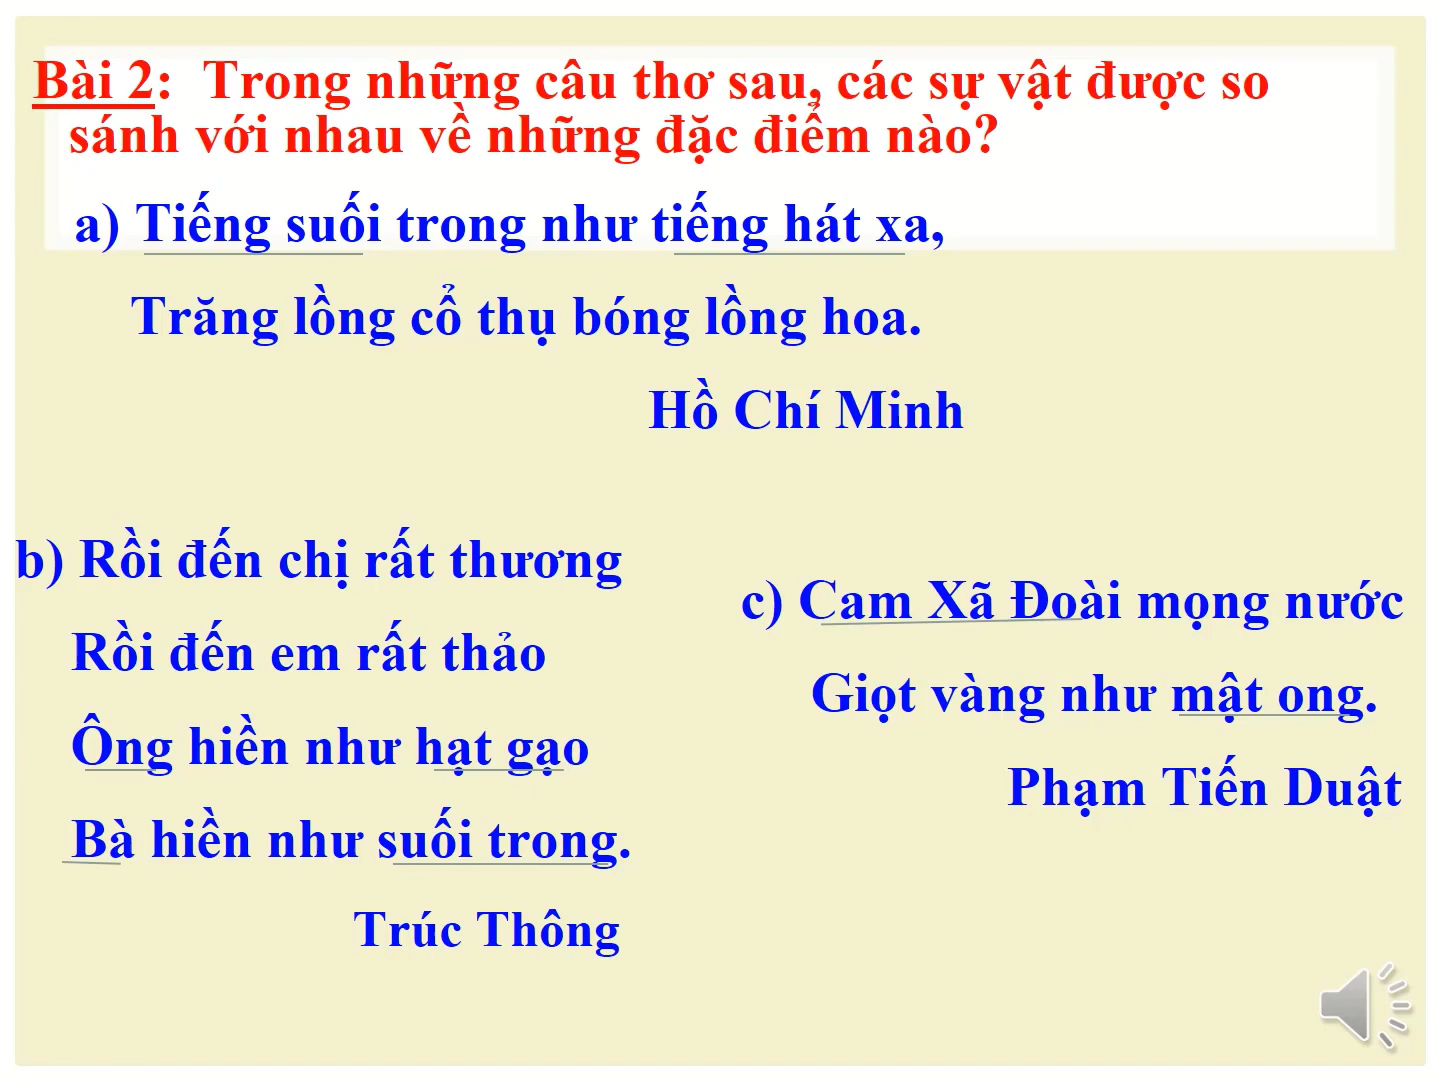 Bài 2: Trong những câu thơ sau, các sự vật được so
sánh với nhau về những đặc điểm nào?
a) Tiếng suối trong như tiếng hát xa,
Trăng lồng cổ thụ bóng lồng hoa.
Hồ Chí Minh
b) Rồi đến chị rất thương
Rồi đến em rất thảo
Ông hiền như hạt gạo
Bà hiền như suối trong.
Trúc Thông
c) Cam Xã Đoài mọng nước
Giọt vàng như mật ong.
Phạm Tiến Duật